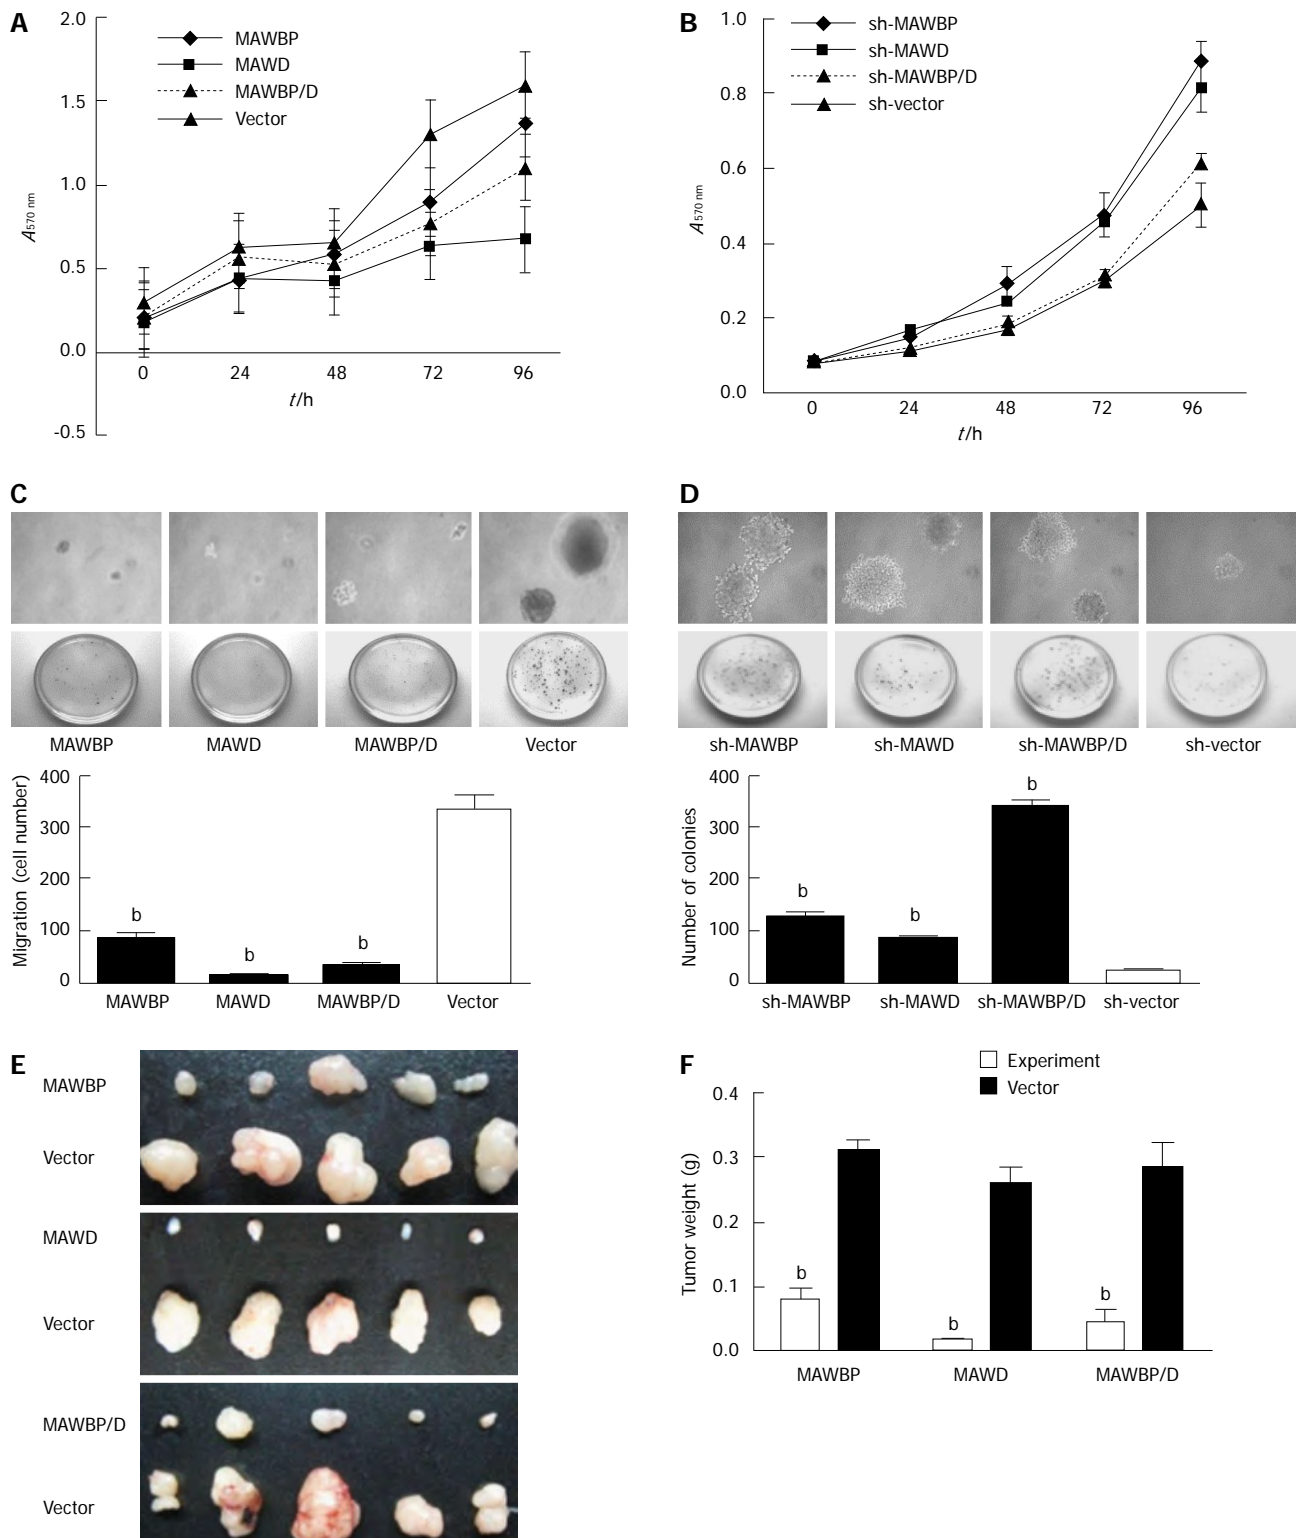 A
2.0
1.5
1.0
0.5
0.0
-0.5
A570 nm
MAWBP
MAWD
MAWBP/D
Vector
0 24 48 72 96
t/h
B
1.0
0.8
0.6
0.4
0.2
0.0
A570 nm
sh-MAWBP
sh-MAWD
sh-MAWBP/D
sh-vector
0 24 48 72 96
t/h
C
MAWBP MAWD MAWBP/D Vector
Migration (cell number)
400
300
200
100
0
b b b
MAWBP MAWD MAWBP/D Vector
D
sh-MAWBP sh-MAWD sh-MAWBP/D sh-vector
Number of colonies
400
300
200
100
0
b b b
sh-MAWBP sh-MAWD sh-MAWBP/D sh-vector
E
MAWBP
Vector
MAWD
Vector
MAWBP/D
Vector
F
Experiment
Vector
Tumor weight (g)
0.4
0.3
0.2
0.1
0.0
b b b
MAWBP MAWD MAWBP/D